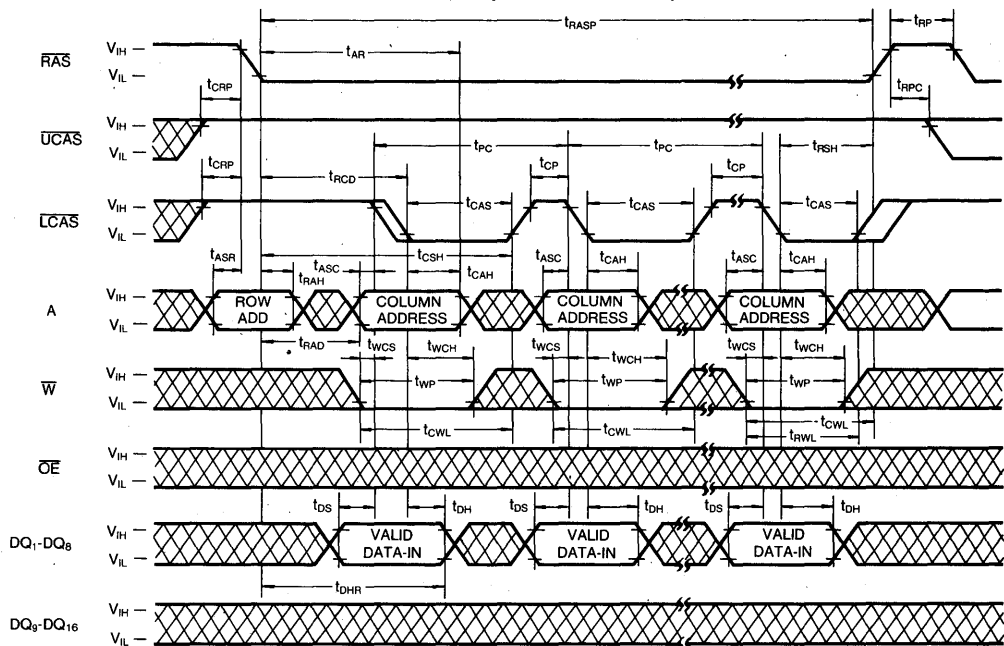 tRASP
tRP
tAR
RAS
VIH
VIL
tCRP
tRPC
UCAS
VIH
VIL
tPC
tPC
tRSH
tCRP
tRCD
tCP
tCP
LCAS
VIH
VIL
tCAS
tCAS
tCAS
tCSH
tASR
tRAH
tASC
tCAH
tASC
tCAH
tASC
tCAH
A
VIH
VIL
ROW ADD
COLUMN ADDRESS
COLUMN ADDRESS
COLUMN ADDRESS
tRAD
tWCS
tWCH
tWCS
tWCH
tWCS
tWCH
W
VIH
VIL
tWP
tWP
tWP
tCWL
tCWL
tCWL
tRWL
OE
VIH
VIL
tDS
tDH
tDS
tDH
tDS
tDH
DQ1-DQ8
VIH
VIL
VALID DATA-IN
VALID DATA-IN
VALID DATA-IN
tDHR
DQ9-DQ16
VIH
VIL